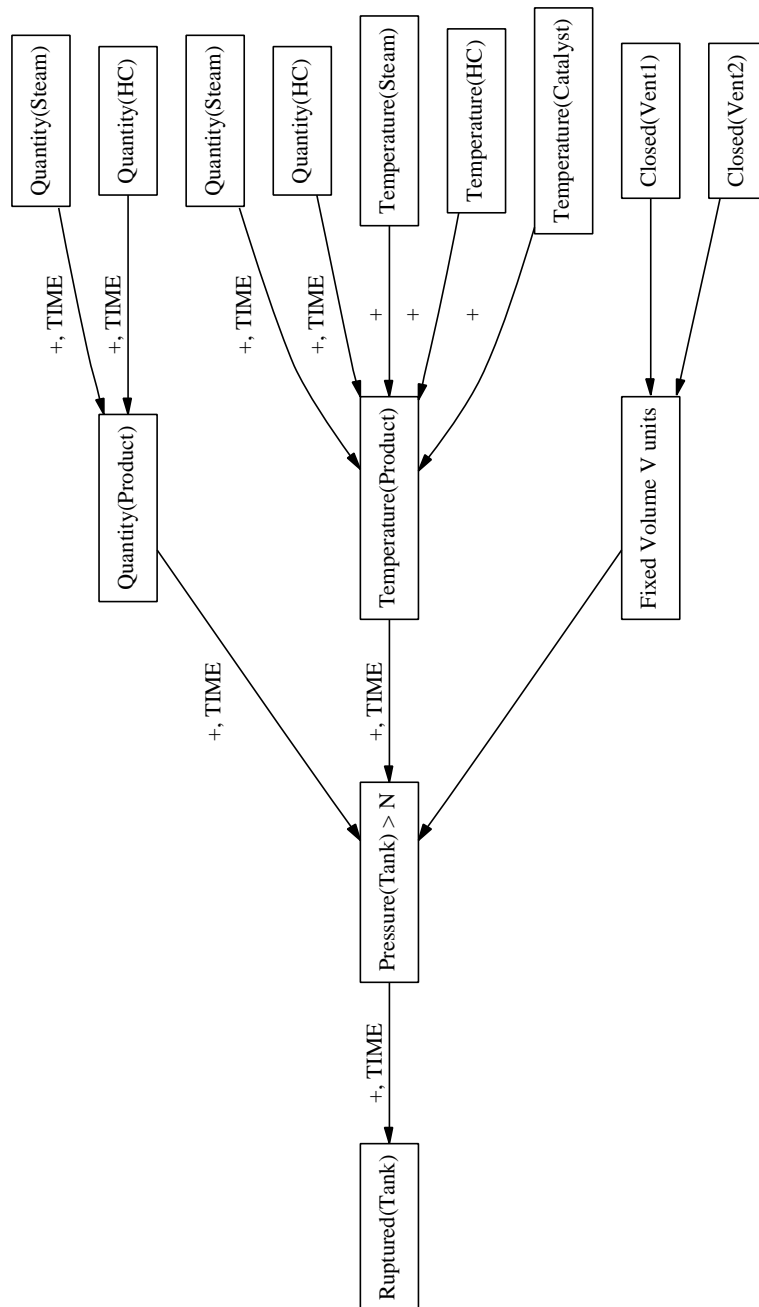 Quantity(Steam)
Quantity(HC)
Quantity(Steam)
Quantity(HC)
Temperature(Steam)
Temperature(HC)
Temperature(Catalyst)
Closed(Vent1)
Closed(Vent2)
+, TIME
+, TIME
+, TIME
+, TIME
+
+
+
Quantity(Product)
Temperature(Product)
Fixed Volume V units
+, TIME
+, TIME
Pressure(Tank) > N
+, TIME
Ruptured(Tank)